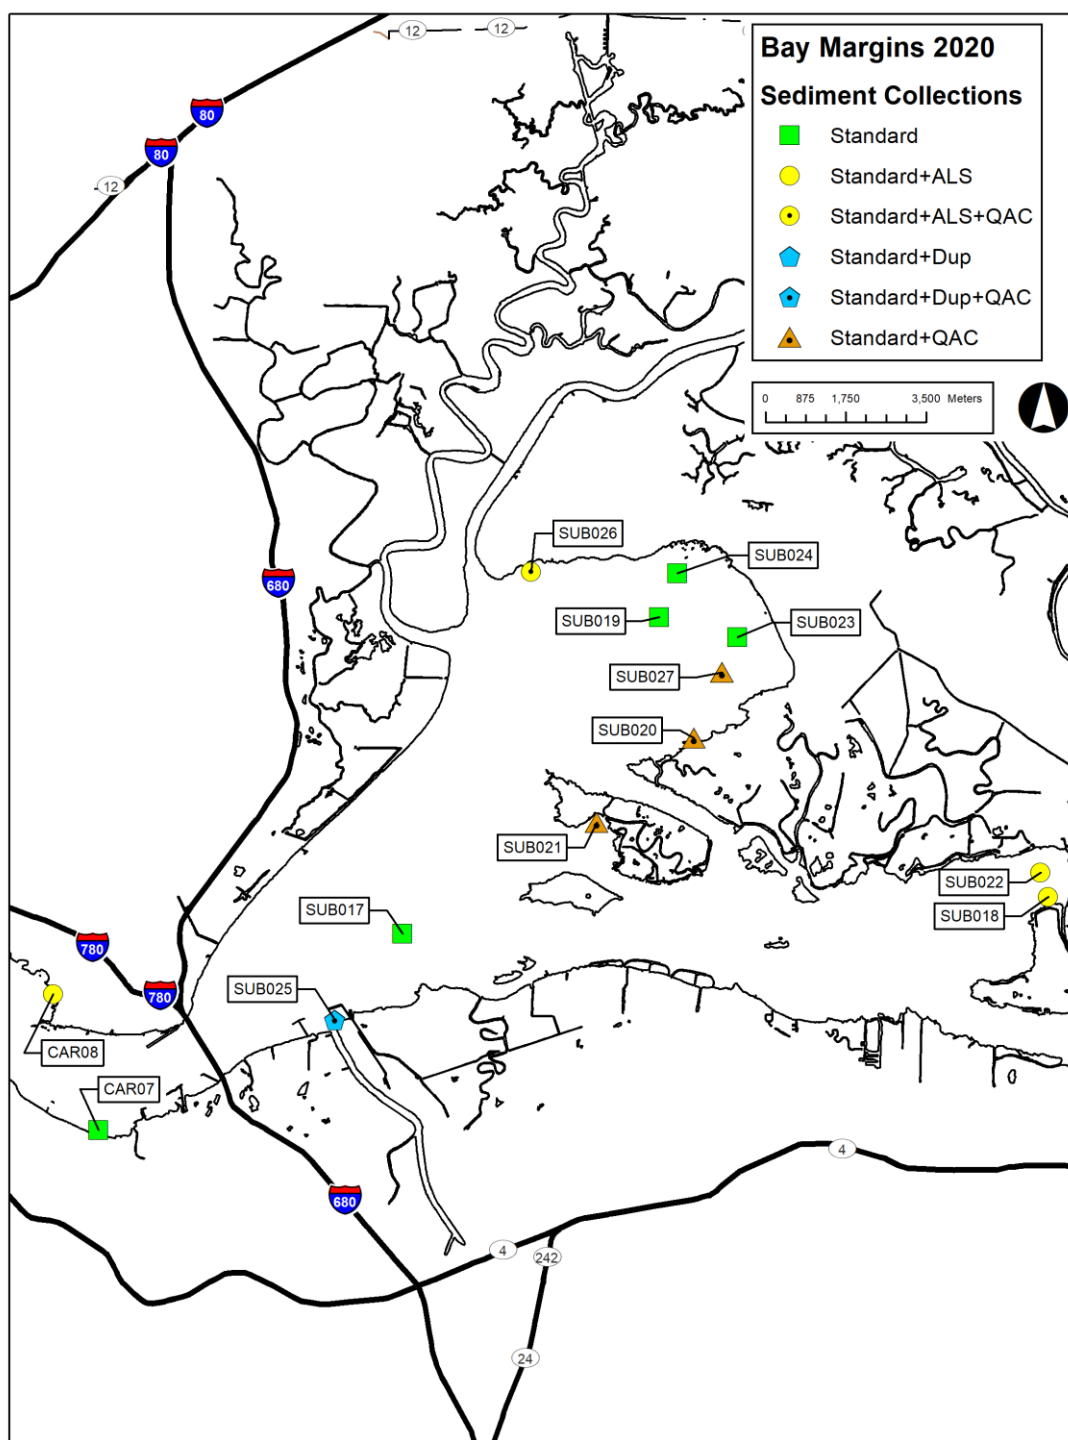 Bay Margins 2020
Sediment Collections
Standard
Standard+ALS
Standard+ALS+QAC
Standard+Dup
Standard+Dup+QAC
Standard+QAC
0 875 1,750 3,500 Meters
12
12
80
80
12
680
SUB026
SUB024
SUB019
SUB023
SUB027
SUB020
SUB021
SUB022
SUB018
SUB017
780
780
SUB025
CAR08
CAR07
680
4
4
242
24